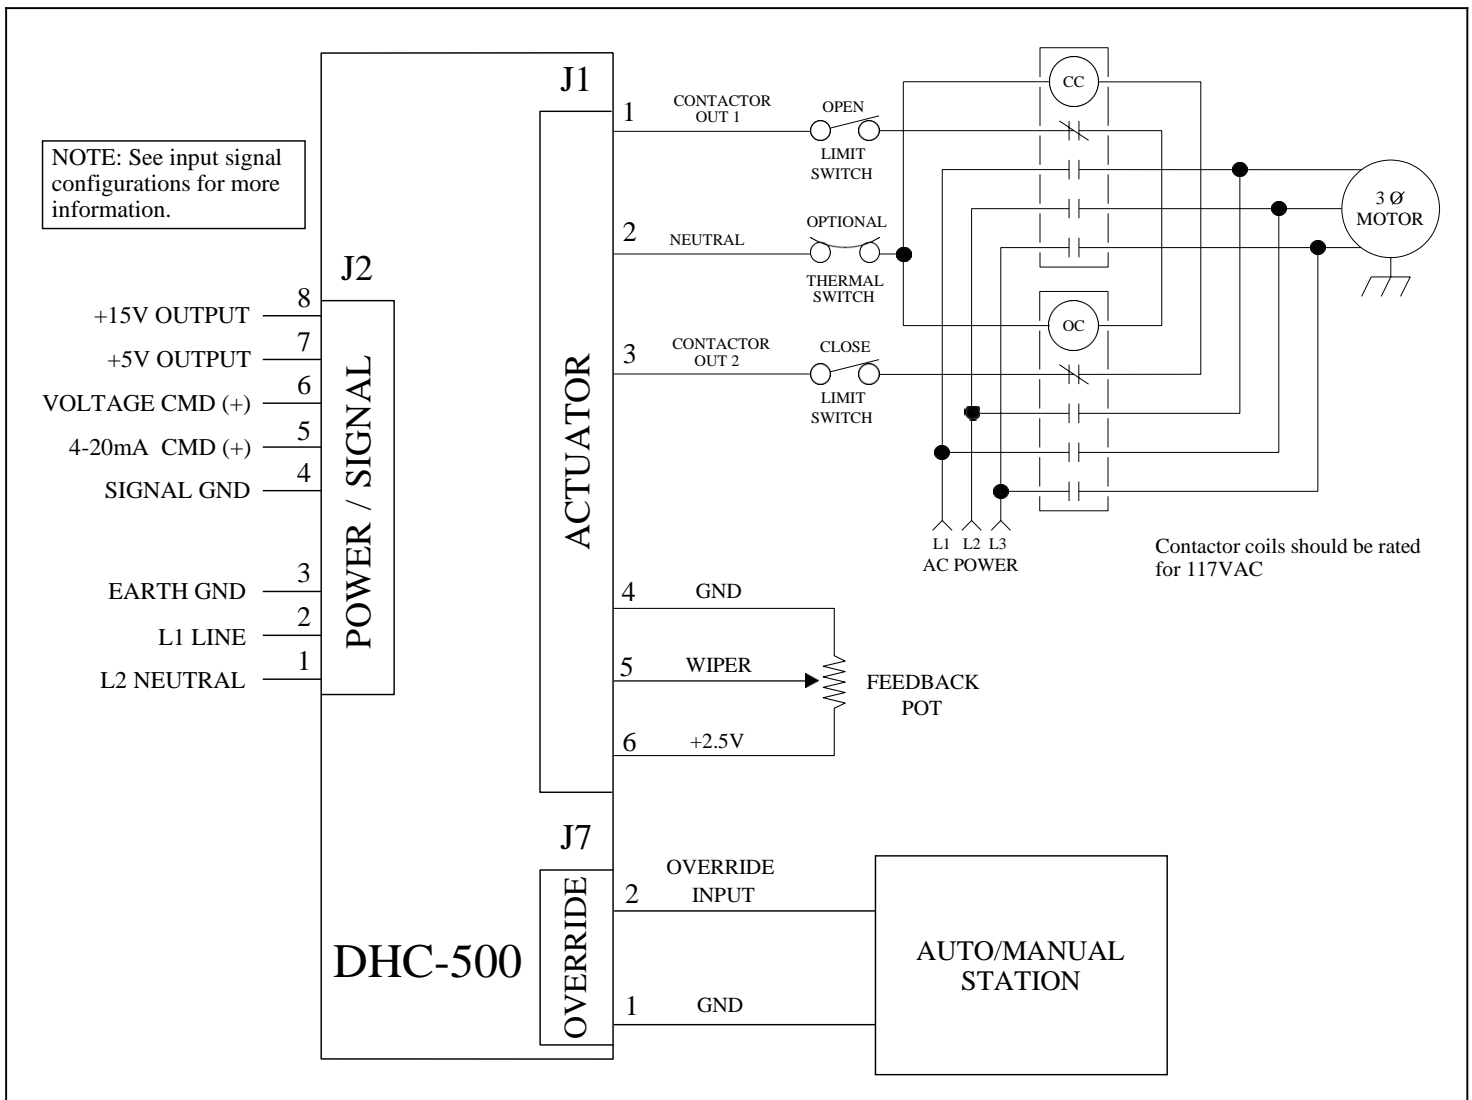 NOTE: See input signal
configurations for more
information.
J2
8
+15V OUTPUT
7
+5V OUTPUT
6
VOLTAGE CMD (+)
5
4-20mA CMD (+)
4
SIGNAL GND
3
EARTH GND
2
L1 LINE
1
L2 NEUTRAL
POWER / SIGNAL
DHC-500
J1
ACTUATOR
1
CONTACTOR
OUT 1
OPEN
LIMIT
SWITCH
2
NEUTRAL
OPTIONAL
THERMAL
SWITCH
3
CONTACTOR
OUT 2
CLOSE
LIMIT
SWITCH
CC
OC
3 Ø
MOTOR
L1 L2 L3
AC POWER
Contactor coils should be rated
for 117VAC
4
GND
5
WIPER
6
+2.5V
FEEDBACK
POT
J7
OVERRIDE
2
OVERRIDE
INPUT
1
GND
AUTO/MANUAL
STATION